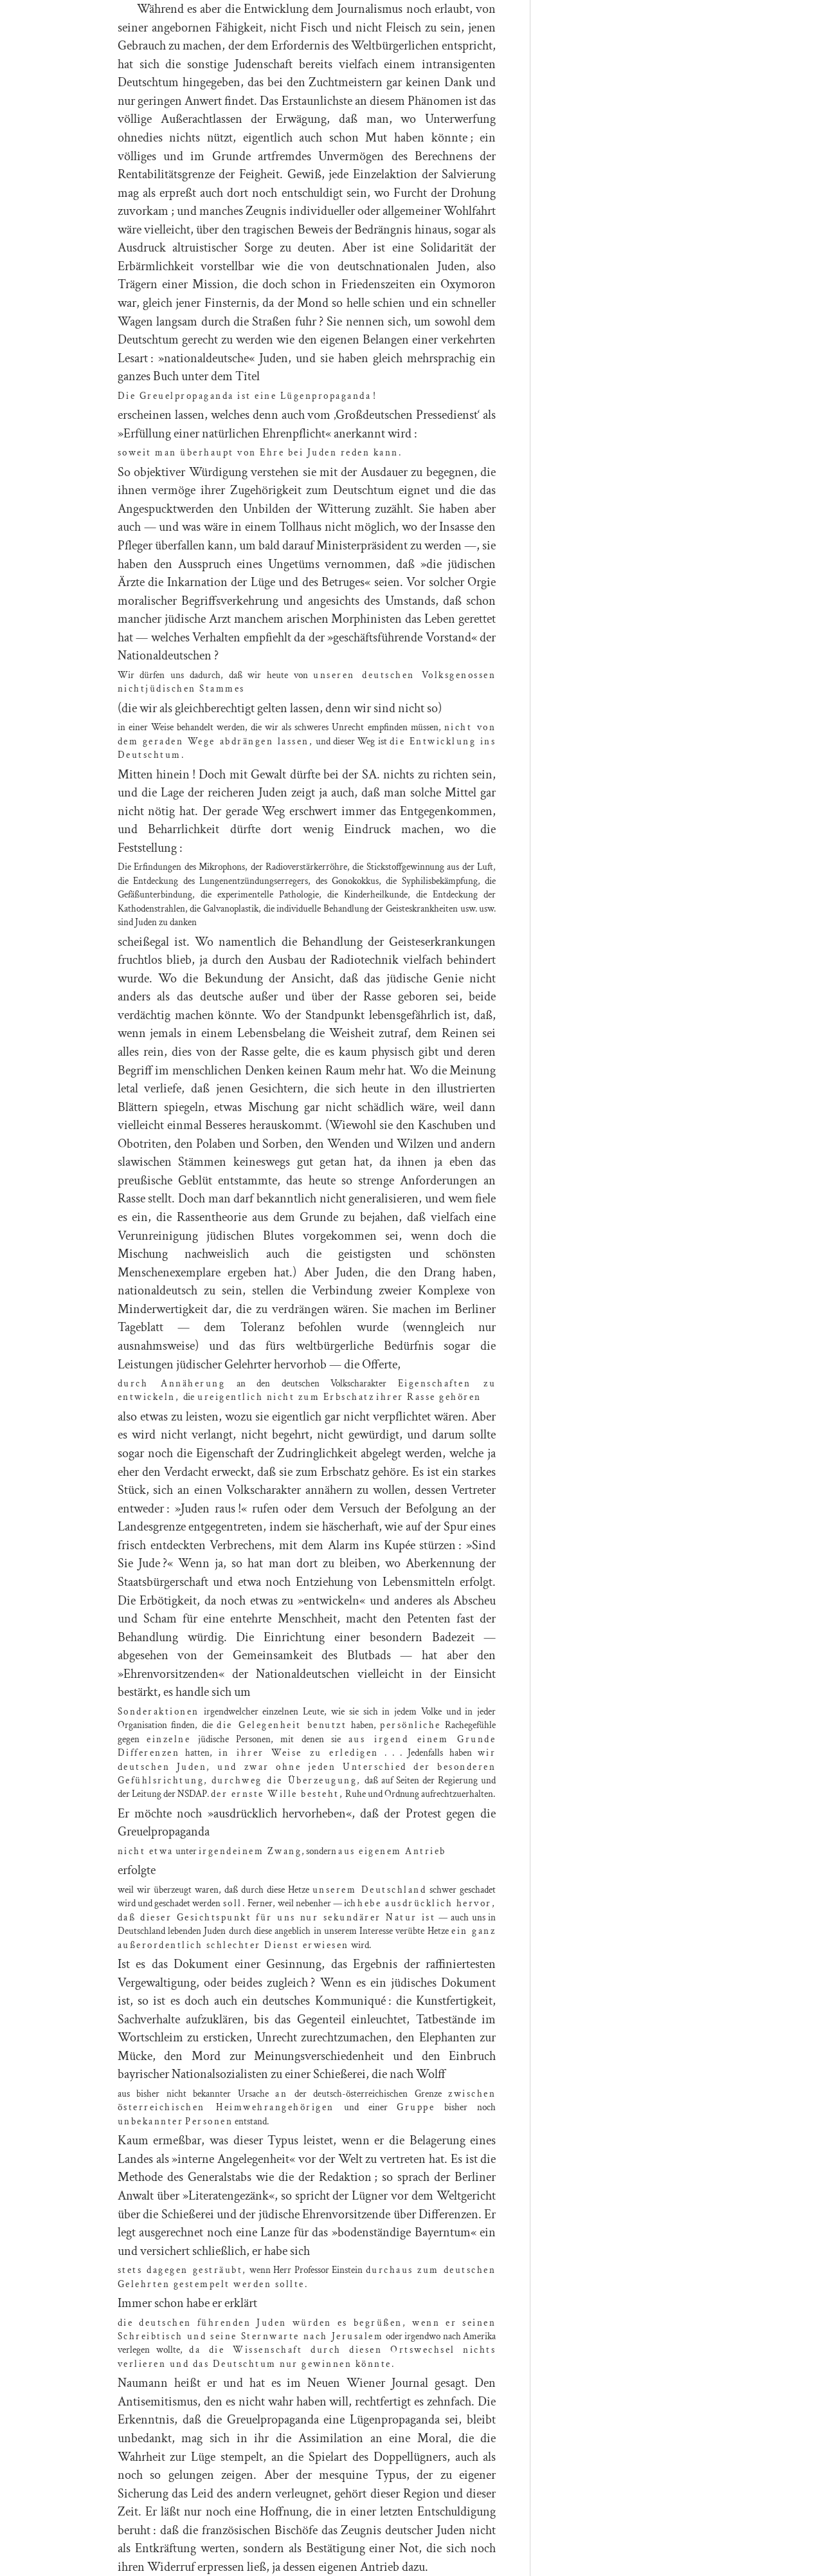 Während es aber die Entwicklung dem Journalismus noch erlaubt, von
seiner angebornen Fähigkeit, nicht Fisch und nicht Fleisch zu sein, jenen
Gebrauch zu machen, der dem Erfordernis des Weltbürgerlichen entspricht,
hat sich die sonstige Judenschaft bereits vielfach einem intransigenten
Deutschtum hingegeben, das bei den Zuchtmeistern gar keinen Dank und
nur geringen Anwert findet. Das Erstaunlichste an diesem Phänomen ist das
völlige Außerachtlassen der Erwägung, daß man, wo Unterwerfung
ohnedies nichts nützt, eigentlich auch schon Mut haben könnte ; ein
völliges und im Grunde artfremdes Unvermögen des Berechnens der
Rentabilitätsgrenze der Feigheit. Gewiß, jede Einzelaktion der Salvierung
mag als erpreßt auch dort noch entschuldigt sein, wo Furcht der Drohung
zuvorkam ; und manches Zeugnis individueller oder allgemeiner Wohlfahrt
wäre vielleicht, über den tragischen Beweis der Bedrängnis hinaus, sogar als
Ausdruck altruistischer Sorge zu deuten. Aber ist eine Solidarität der
Erbärmlichkeit vorstellbar wie die von deutschnationalen Juden, also
Trägern einer Mission, die doch schon in Friedenszeiten ein Oxymoron
war, gleich jener Finsternis, da der Mond so helle schien und ein schneller
Wagen langsam durch die Straßen fuhr ? Sie nennen sich, um sowohl dem
Deutschtum gerecht zu werden wie den eigenen Belangen einer verkehrten
Lesart : »nationaldeutsche« Juden, und sie haben gleich mehrsprachig ein
ganzes Buch unter dem Titel
Die Greuelpropaganda ist eine Lügenpropaganda !
erscheinen lassen, welches denn auch vom ‚Großdeutschen Pressedienst‘ als
»Erfüllung einer natürlichen Ehrenpflicht« anerkannt wird :
soweit man überhaupt von Ehre bei Juden reden kann.
So objektiver Würdigung verstehen sie mit der Ausdauer zu begegnen, die
ihnen vermöge ihrer Zugehörigkeit zum Deutschtum eignet und die das
Angespucktwerden den Unbilden der Witterung zuzählt. Sie haben aber
auch — und was wäre in einem Tollhaus nicht möglich, wo der Insasse den
Pfleger überfallen kann, um bald darauf Ministerpräsident zu werden —, sie
haben den Ausspruch eines Ungetüms vernommen, daß »die jüdischen
Ärzte die Inkarnation der Lüge und des Betruges« seien. Vor solcher Orgie
moralischer Begriffsverkehrung und angesichts des Umstands, daß schon
mancher jüdische Arzt manchem arischen Morphinisten das Leben gerettet
hat — welches Verhalten empfiehlt da der »geschäftsführende Vorstand« der
Nationaldeutschen ?
Wir dürfen uns dadurch, daß wir heute von unseren deutschen Volksgenossen
nichtjüdischen Stammes
(die wir als gleichberechtigt gelten lassen, denn wir sind nicht so)
in einer Weise behandelt werden, die wir als schweres Unrecht empfinden müssen, nicht von
dem geraden Wege abdrängen lassen, und dieser Weg ist die Entwicklung ins
Deutschtum.
Mitten hinein ! Doch mit Gewalt dürfte bei der SA. nichts zu richten sein,
und die Lage der reicheren Juden zeigt ja auch, daß man solche Mittel gar
nicht nötig hat. Der gerade Weg erschwert immer das Entgegenkommen,
und Beharrlichkeit dürfte dort wenig Eindruck machen, wo die
Feststellung :
Die Erfindungen des Mikrophons, der Radioverstärkerröhre, die Stickstoffgewinnung aus der Luft,
die Entdeckung des Lungenentzündungserregers, des Gonokokkus, die Syphilisbekämpfung, die
Gefäßunterbindung, die experimentelle Pathologie, die Kinderheilkunde, die Entdeckung der
Kathodenstrahlen, die Galvanoplastik, die individuelle Behandlung der Geisteskrankheiten usw. usw.
sind Juden zu danken
scheißegal ist. Wo namentlich die Behandlung der Geisteserkrankungen
fruchtlos blieb, ja durch den Ausbau der Radiotechnik vielfach behindert
wurde. Wo die Bekundung der Ansicht, daß das jüdische Genie nicht
anders als das deutsche außer und über der Rasse geboren sei, beide
verdächtig machen könnte. Wo der Standpunkt lebensgefährlich ist, daß,
wenn jemals in einem Lebensbelang die Weisheit zutraf, dem Reinen sei
alles rein, dies von der Rasse gelte, die es kaum physisch gibt und deren
Begriff im menschlichen Denken keinen Raum mehr hat. Wo die Meinung
letal verliefe, daß jenen Gesichtern, die sich heute in den illustrierten
Blättern spiegeln, etwas Mischung gar nicht schädlich wäre, weil dann
vielleicht einmal Besseres herauskommt. (Wiewohl sie den Kaschuben und
Obotriten, den Polaben und Sorben, den Wenden und Wilzen und andern
slawischen Stämmen keineswegs gut getan hat, da ihnen ja eben das
preußische Geblüt entstammte, das heute so strenge Anforderungen an
Rasse stellt. Doch man darf bekanntlich nicht generalisieren, und wem fiele
es ein, die Rassentheorie aus dem Grunde zu bejahen, daß vielfach eine
Verunreinigung jüdischen Blutes vorgekommen sei, wenn doch die
Mischung nachweislich auch die geistigsten und schönsten
Menschenexemplare ergeben hat.) Aber Juden, die den Drang haben,
nationaldeutsch zu sein, stellen die Verbindung zweier Komplexe von
Minderwertigkeit dar, die zu verdrängen wären. Sie machen im Berliner
Tageblatt — dem Toleranz befohlen wurde (wenngleich nur
ausnahmsweise) und das fürs weltbürgerliche Bedürfnis sogar die
Leistungen jüdischer Gelehrter hervorhob — die Offerte,
durch Annäherung an den deutschen Volkscharakter Eigenschaften zu
entwickeln, die ureigentlich nicht zum Erbschatz ihrer Rasse gehören
also etwas zu leisten, wozu sie eigentlich gar nicht verpflichtet wären. Aber
es wird nicht verlangt, nicht begehrt, nicht gewürdigt, und darum sollte
sogar noch die Eigenschaft der Zudringlichkeit abgelegt werden, welche ja
eher den Verdacht erweckt, daß sie zum Erbschatz gehöre. Es ist ein starkes
Stück, sich an einen Volkscharakter annähern zu wollen, dessen Vertreter
entweder : »Juden raus !« rufen oder dem Versuch der Befolgung an der
Landesgrenze entgegentreten, indem sie häscherhaft, wie auf der Spur eines
frisch entdeckten Verbrechens, mit dem Alarm ins Kupée stürzen : »Sind
Sie Jude ?« Wenn ja, so hat man dort zu bleiben, wo Aberkennung der
Staatsbürgerschaft und etwa noch Entziehung von Lebensmitteln erfolgt.
Die Erbötigkeit, da noch etwas zu »entwickeln« und anderes als Abscheu
und Scham für eine entehrte Menschheit, macht den Petenten fast der
Behandlung würdig. Die Einrichtung einer besondern Badezeit —
abgesehen von der Gemeinsamkeit des Blutbads — hat aber den
»Ehrenvorsitzenden« der Nationaldeutschen vielleicht in der Einsicht
bestärkt, es handle sich um
Sonderaktionen irgendwelcher einzelnen Leute, wie sie sich in jedem Volke und in jeder
Organisation finden, die die Gelegenheit benutzt haben, persönliche Rachegefühle
gegen einzelne jüdische Personen, mit denen sie aus irgend einem Grunde
Differenzen hatten, in ihrer Weise zu erledigen . . . Jedenfalls haben wir
deutschen Juden, und zwar ohne jeden Unterschied der besonderen
Gefühlsrichtung, durchweg die Überzeugung, daß auf Seiten der Regierung und
der Leitung der NSDAP. der ernste Wille besteht, Ruhe und Ordnung aufrechtzuerhalten.
Er möchte noch »ausdrücklich hervorheben«, daß der Protest gegen die
Greuelpropaganda
nicht etwa unter irgendeinem Zwang, sondern aus eigenem Antrieb
erfolgte
weil wir überzeugt waren, daß durch diese Hetze unserem Deutschland schwer geschadet
wird und geschadet werden soll. Ferner, weil nebenher — ich hebe ausdrücklich hervor,
daß dieser Gesichtspunkt für uns nur sekundärer Natur ist — auch uns in
Deutschland lebenden Juden durch diese angeblich in unserem Interesse verübte Hetze ein ganz
außerordentlich schlechter Dienst erwiesen wird.
Ist es das Dokument einer Gesinnung, das Ergebnis der raffiniertesten
Vergewaltigung, oder beides zugleich ? Wenn es ein jüdisches Dokument
ist, so ist es doch auch ein deutsches Kommuniqué : die Kunstfertigkeit,
Sachverhalte aufzuklären, bis das Gegenteil einleuchtet, Tatbestände im
Wortschleim zu ersticken, Unrecht zurechtzumachen, den Elephanten zur
Mücke, den Mord zur Meinungsverschiedenheit und den Einbruch
bayrischer Nationalsozialisten zu einer Schießerei, die nach Wolff
aus bisher nicht bekannter Ursache an der deutsch-österreichischen Grenze zwischen
österreichischen Heimwehrangehörigen und einer Gruppe bisher noch
unbekannter Personen entstand.
Kaum ermeßbar, was dieser Typus leistet, wenn er die Belagerung eines
Landes als »interne Angelegenheit« vor der Welt zu vertreten hat. Es ist die
Methode des Generalstabs wie die der Redaktion ; so sprach der Berliner
Anwalt über »Literatengezänk«, so spricht der Lügner vor dem Weltgericht
über die Schießerei und der jüdische Ehrenvorsitzende über Differenzen. Er
legt ausgerechnet noch eine Lanze für das »bodenständige Bayerntum« ein
und versichert schließlich, er habe sich
stets dagegen gesträubt, wenn Herr Professor Einstein durchaus zum deutschen
Gelehrten gestempelt werden sollte.
Immer schon habe er erklärt
die deutschen führenden Juden würden es begrüßen, wenn er seinen
Schreibtisch und seine Sternwarte nach Jerusalem oder irgendwo nach Amerika
verlegen wollte, da die Wissenschaft durch diesen Ortswechsel nichts
verlieren und das Deutschtum nur gewinnen könnte.
Naumann heißt er und hat es im Neuen Wiener Journal gesagt. Den
Antisemitismus, den es nicht wahr haben will, rechtfertigt es zehnfach. Die
Erkenntnis, daß die Greuelpropaganda eine Lügenpropaganda sei, bleibt
unbedankt, mag sich in ihr die Assimilation an eine Moral, die die
Wahrheit zur Lüge stempelt, an die Spielart des Doppellügners, auch als
noch so gelungen zeigen. Aber der mesquine Typus, der zu eigener
Sicherung das Leid des andern verleugnet, gehört dieser Region und dieser
Zeit. Er läßt nur noch eine Hoffnung, die in einer letzten Entschuldigung
beruht : daß die französischen Bischöfe das Zeugnis deutscher Juden nicht
als Entkräftung werten, sondern als Bestätigung einer Not, die sich noch
ihren Widerruf erpressen ließ, ja dessen eigenen Antrieb dazu.